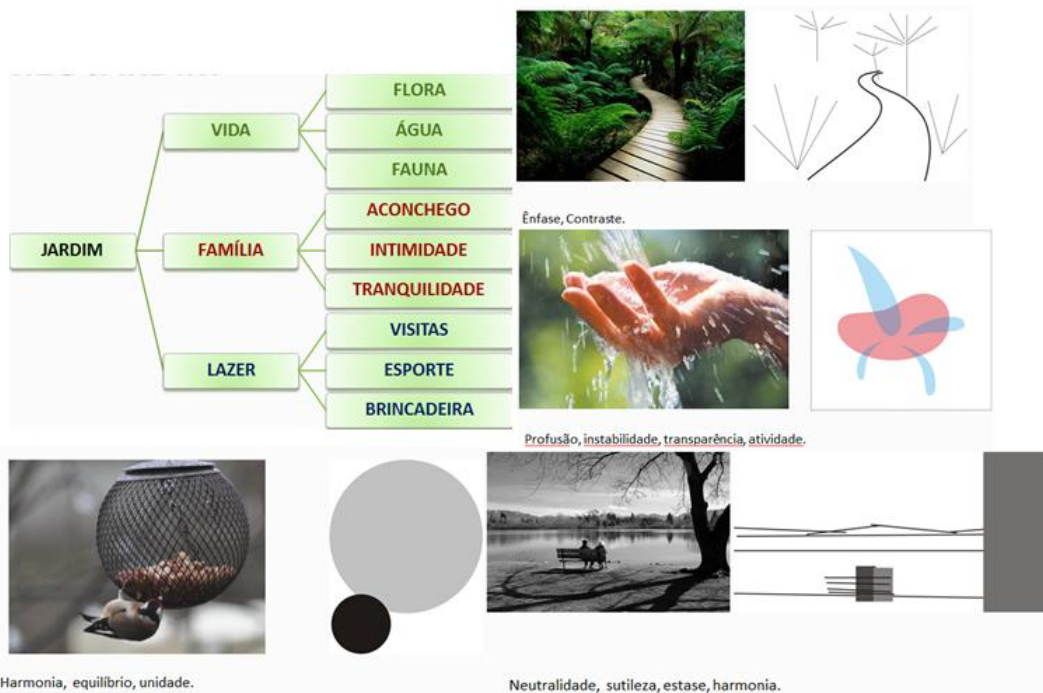 FLORA
VIDA
ÁGUA
FAUNA
ACONCHEGO
JARDIM
FAMÍLIA
INTIMIDADE
TRANQUILIDADE
VISITAS
LAZER
ESPORTE
BRINCADEIRA
Ênfase, Contraste.
Profusão, instabilidade, transparência, atividade.
Harmonia, equilíbrio, unidade.
Neutralidade, sutileza, estase, harmonia.